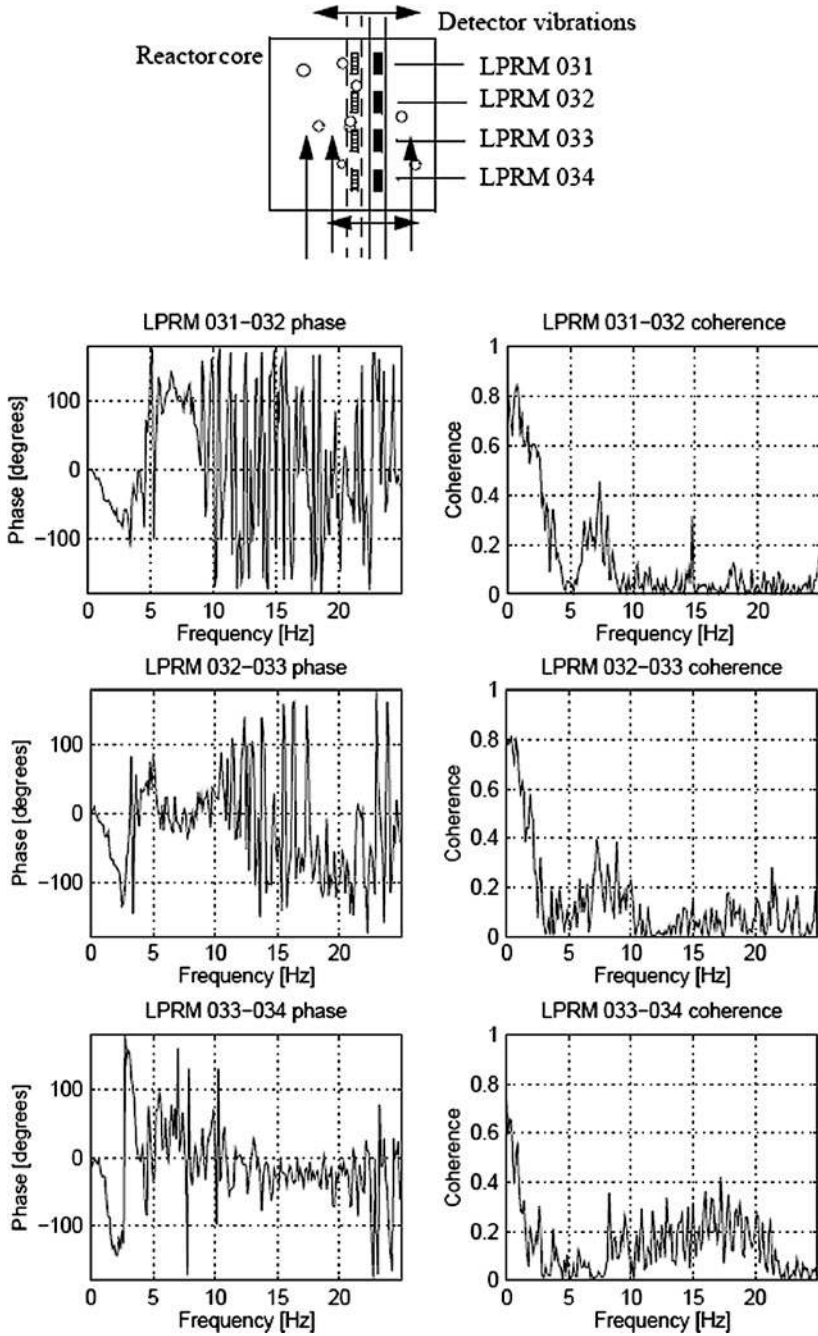 Detector vibrations
Reactor core
LPRM 031
LPRM 032
LPRM 033
LPRM 034
LPRM 031−032 phase
Phase [degrees]
100
0
−100
0 5 10 15 20
Frequency [Hz]
LPRM 031−032 coherence
Coherence
1
0.8
0.6
0.4
0.2
0
0 5 10 15 20
Frequency [Hz]
LPRM 032−033 phase
Phase [degrees]
100
0
−100
0 5 10 15 20
Frequency [Hz]
LPRM 032−033 coherence
Coherence
1
0.8
0.6
0.4
0.2
0
0 5 10 15 20
Frequency [Hz]
LPRM 033−034 phase
Phase [degrees]
100
0
−100
0 5 10 15 20
Frequency [Hz]
LPRM 033−034 coherence
Coherence
1
0.8
0.6
0.4
0.2
0
0 5 10 15 20
Frequency [Hz]